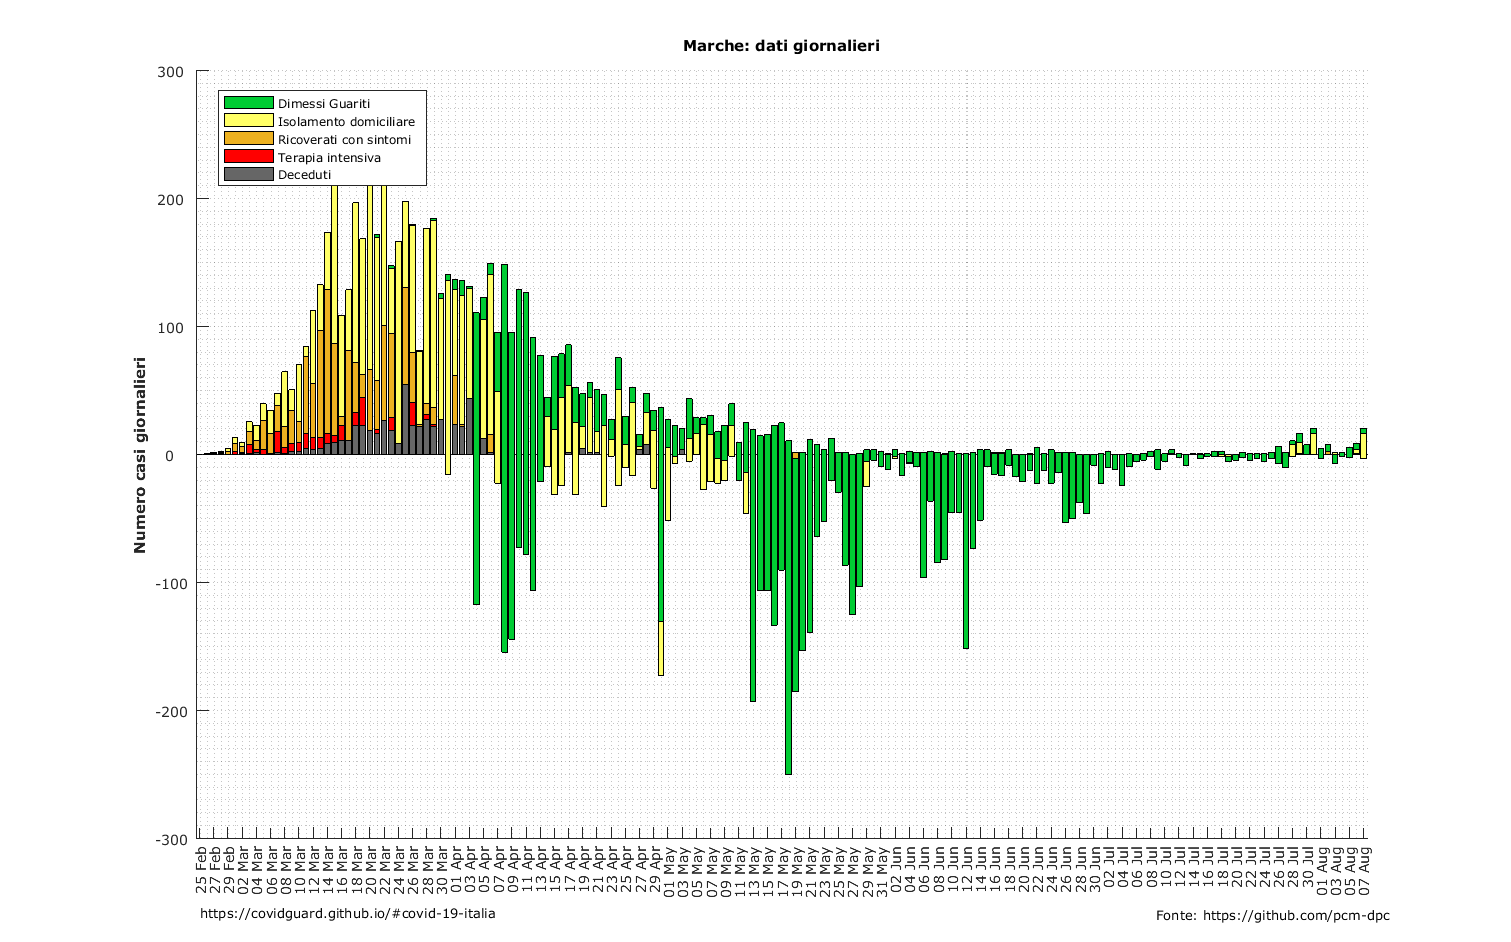 Marche: dati giornalieri
300
200
100
0
-100
-200
-300
Numero casi giornalieri
Dimessi Guariti
Isolamento domiciliare
Ricoverati con sintomi
Terapia intensiva
Deceduti
25 Feb
27 Feb
29 Feb
02 Mar
04 Mar
06 Mar
08 Mar
10 Mar
12 Mar
14 Mar
16 Mar
18 Mar
20 Mar
22 Mar
24 Mar
26 Mar
28 Mar
30 Mar
01 Apr
03 Apr
05 Apr
07 Apr
09 Apr
11 Apr
13 Apr
15 Apr
17 Apr
19 Apr
21 Apr
23 Apr
25 Apr
27 Apr
29 Apr
01 May
03 May
05 May
07 May
09 May
11 May
13 May
15 May
17 May
19 May
21 May
23 May
25 May
27 May
29 May
31 May
02 Jun
04 Jun
06 Jun
08 Jun
10 Jun
12 Jun
14 Jun
16 Jun
18 Jun
20 Jun
22 Jun
24 Jun
26 Jun
28 Jun
30 Jun
02 Jul
04 Jul
06 Jul
08 Jul
10 Jul
12 Jul
14 Jul
16 Jul
18 Jul
20 Jul
22 Jul
24 Jul
26 Jul
28 Jul
30 Jul
01 Aug
03 Aug
05 Aug
07 Aug
https://covidguard.github.io/#covid-19-italia
Fonte: https://github.com/pcm-dpc